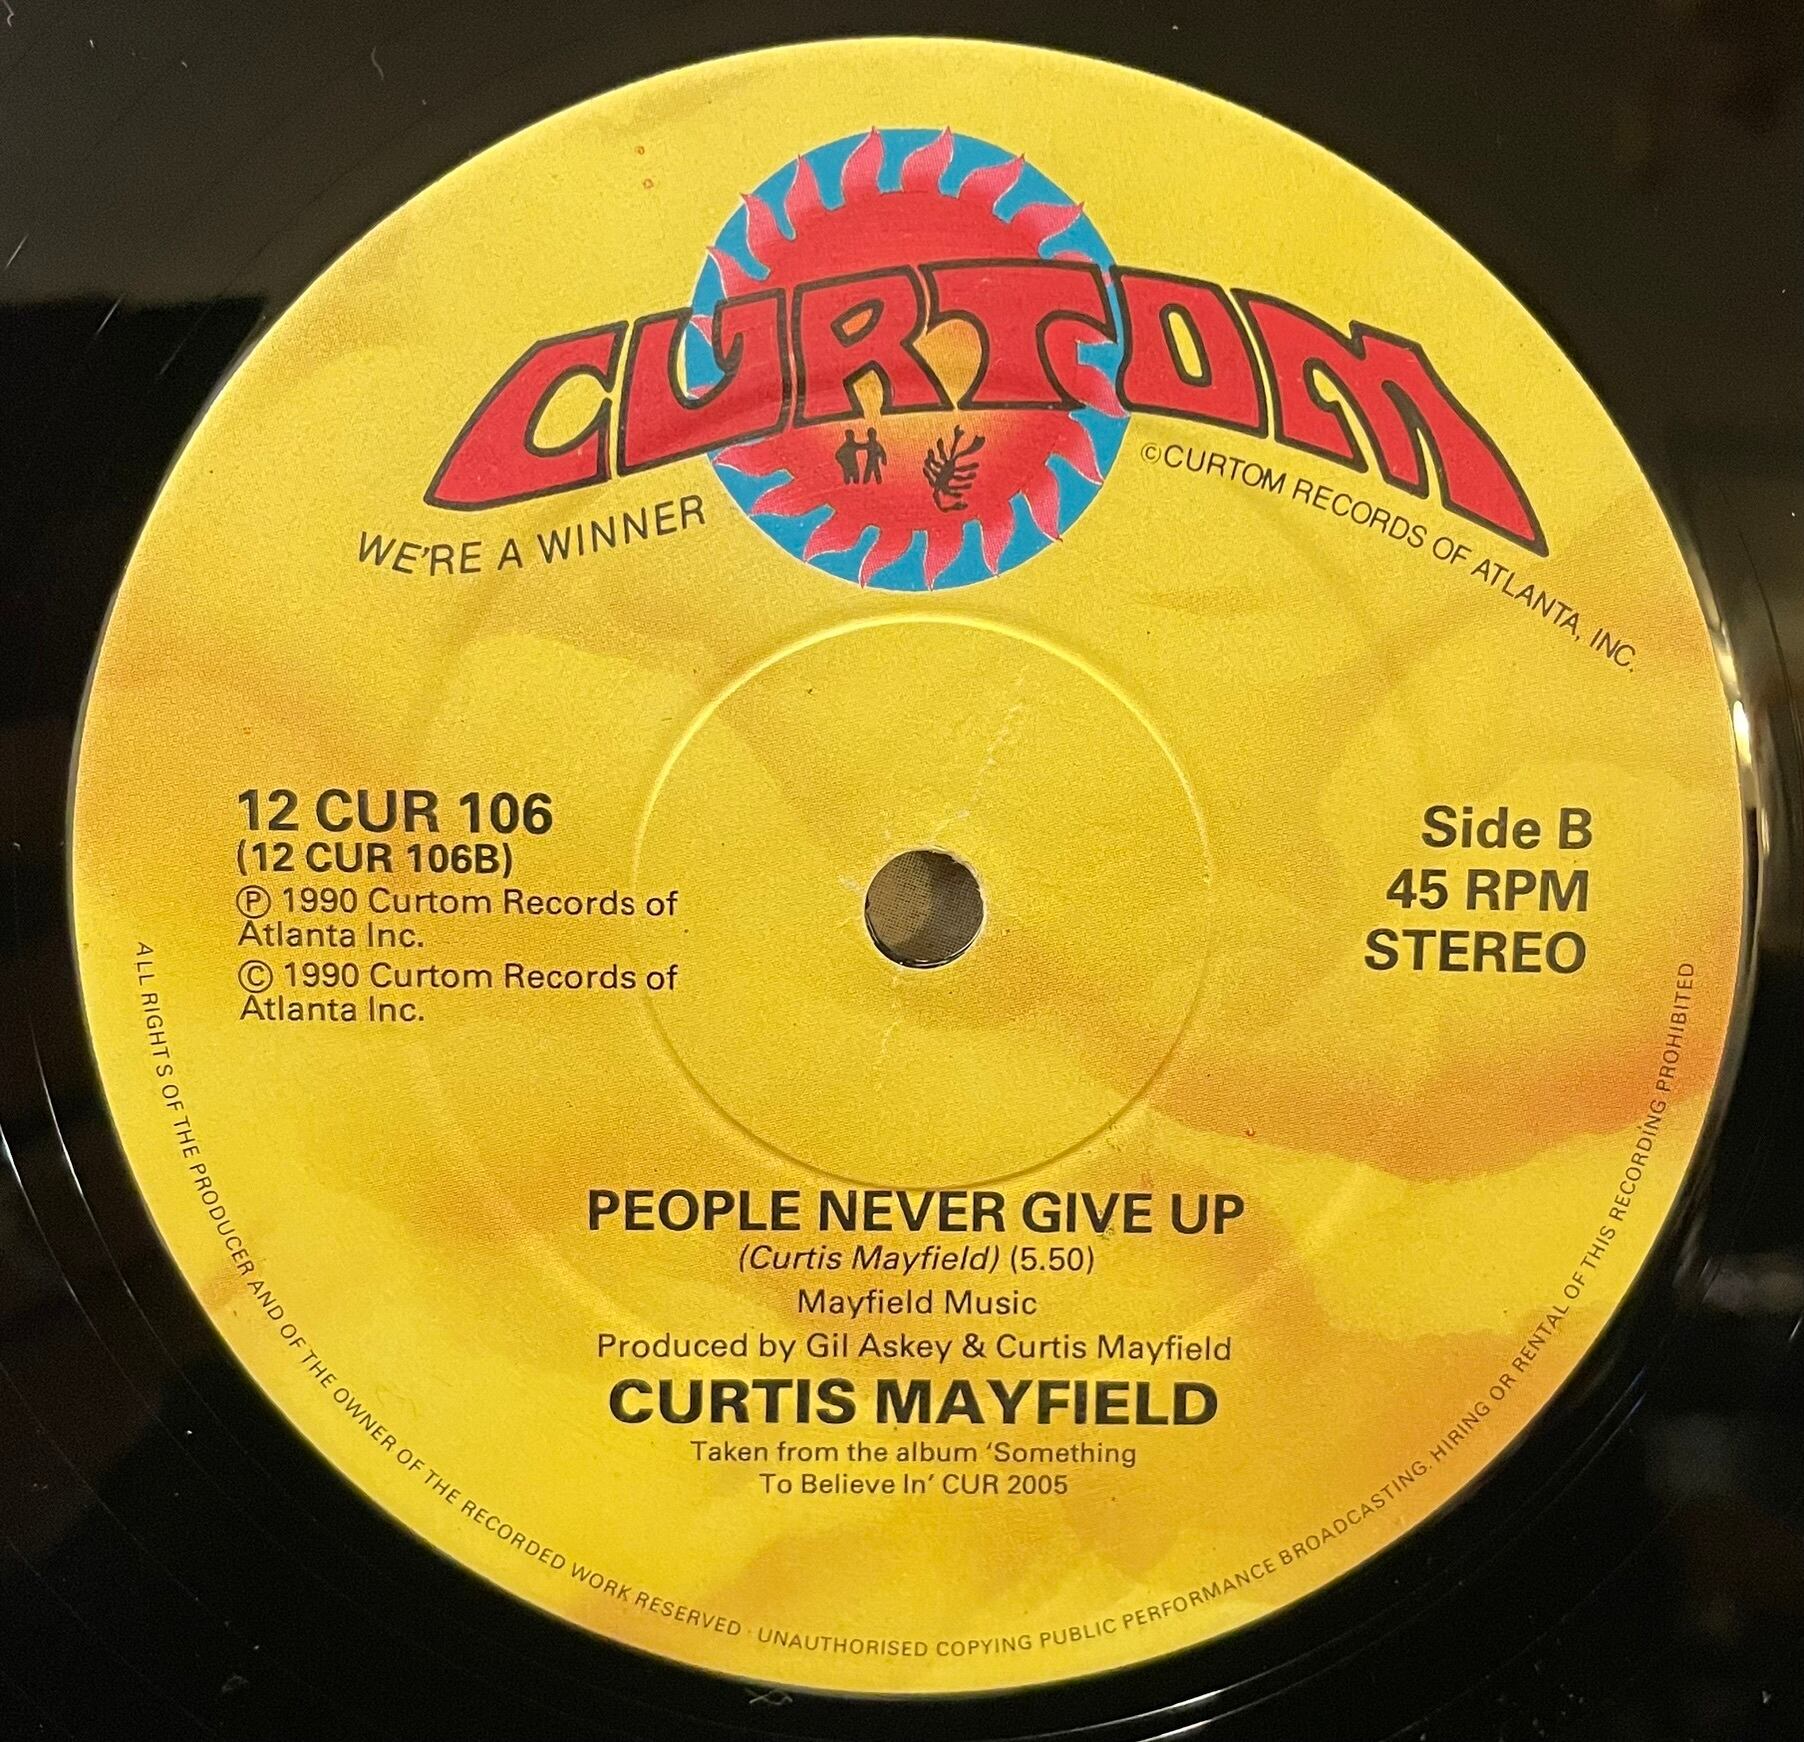 CURTOM
WE'RE A WINNER
©CURTOM RECORDS OF ATLANTA, INC.
12 CUR 106
(12 CUR 106B)
℗ 1990 Curtom Records of
Atlanta Inc.
© 1990 Curtom Records of
Atlanta Inc.
Side B
45 RPM
STEREO
PEOPLE NEVER GIVE UP
(Curtis Mayfield) (5.50)
Mayfield Music
Produced by Gil Askey & Curtis Mayfield
CURTIS MAYFIELD
Taken from the album 'Something
To Believe In' CUR 2005
ALL RIGHTS OF THE PRODUCER AND OF THE OWNER OF THE RECORDED WORK RESERVED · UNAUTHORISED COPYING PUBLIC PERFORMANCE BROADCASTING. HIRING OR RENTAL OF THIS RECORDING PROHIBITED